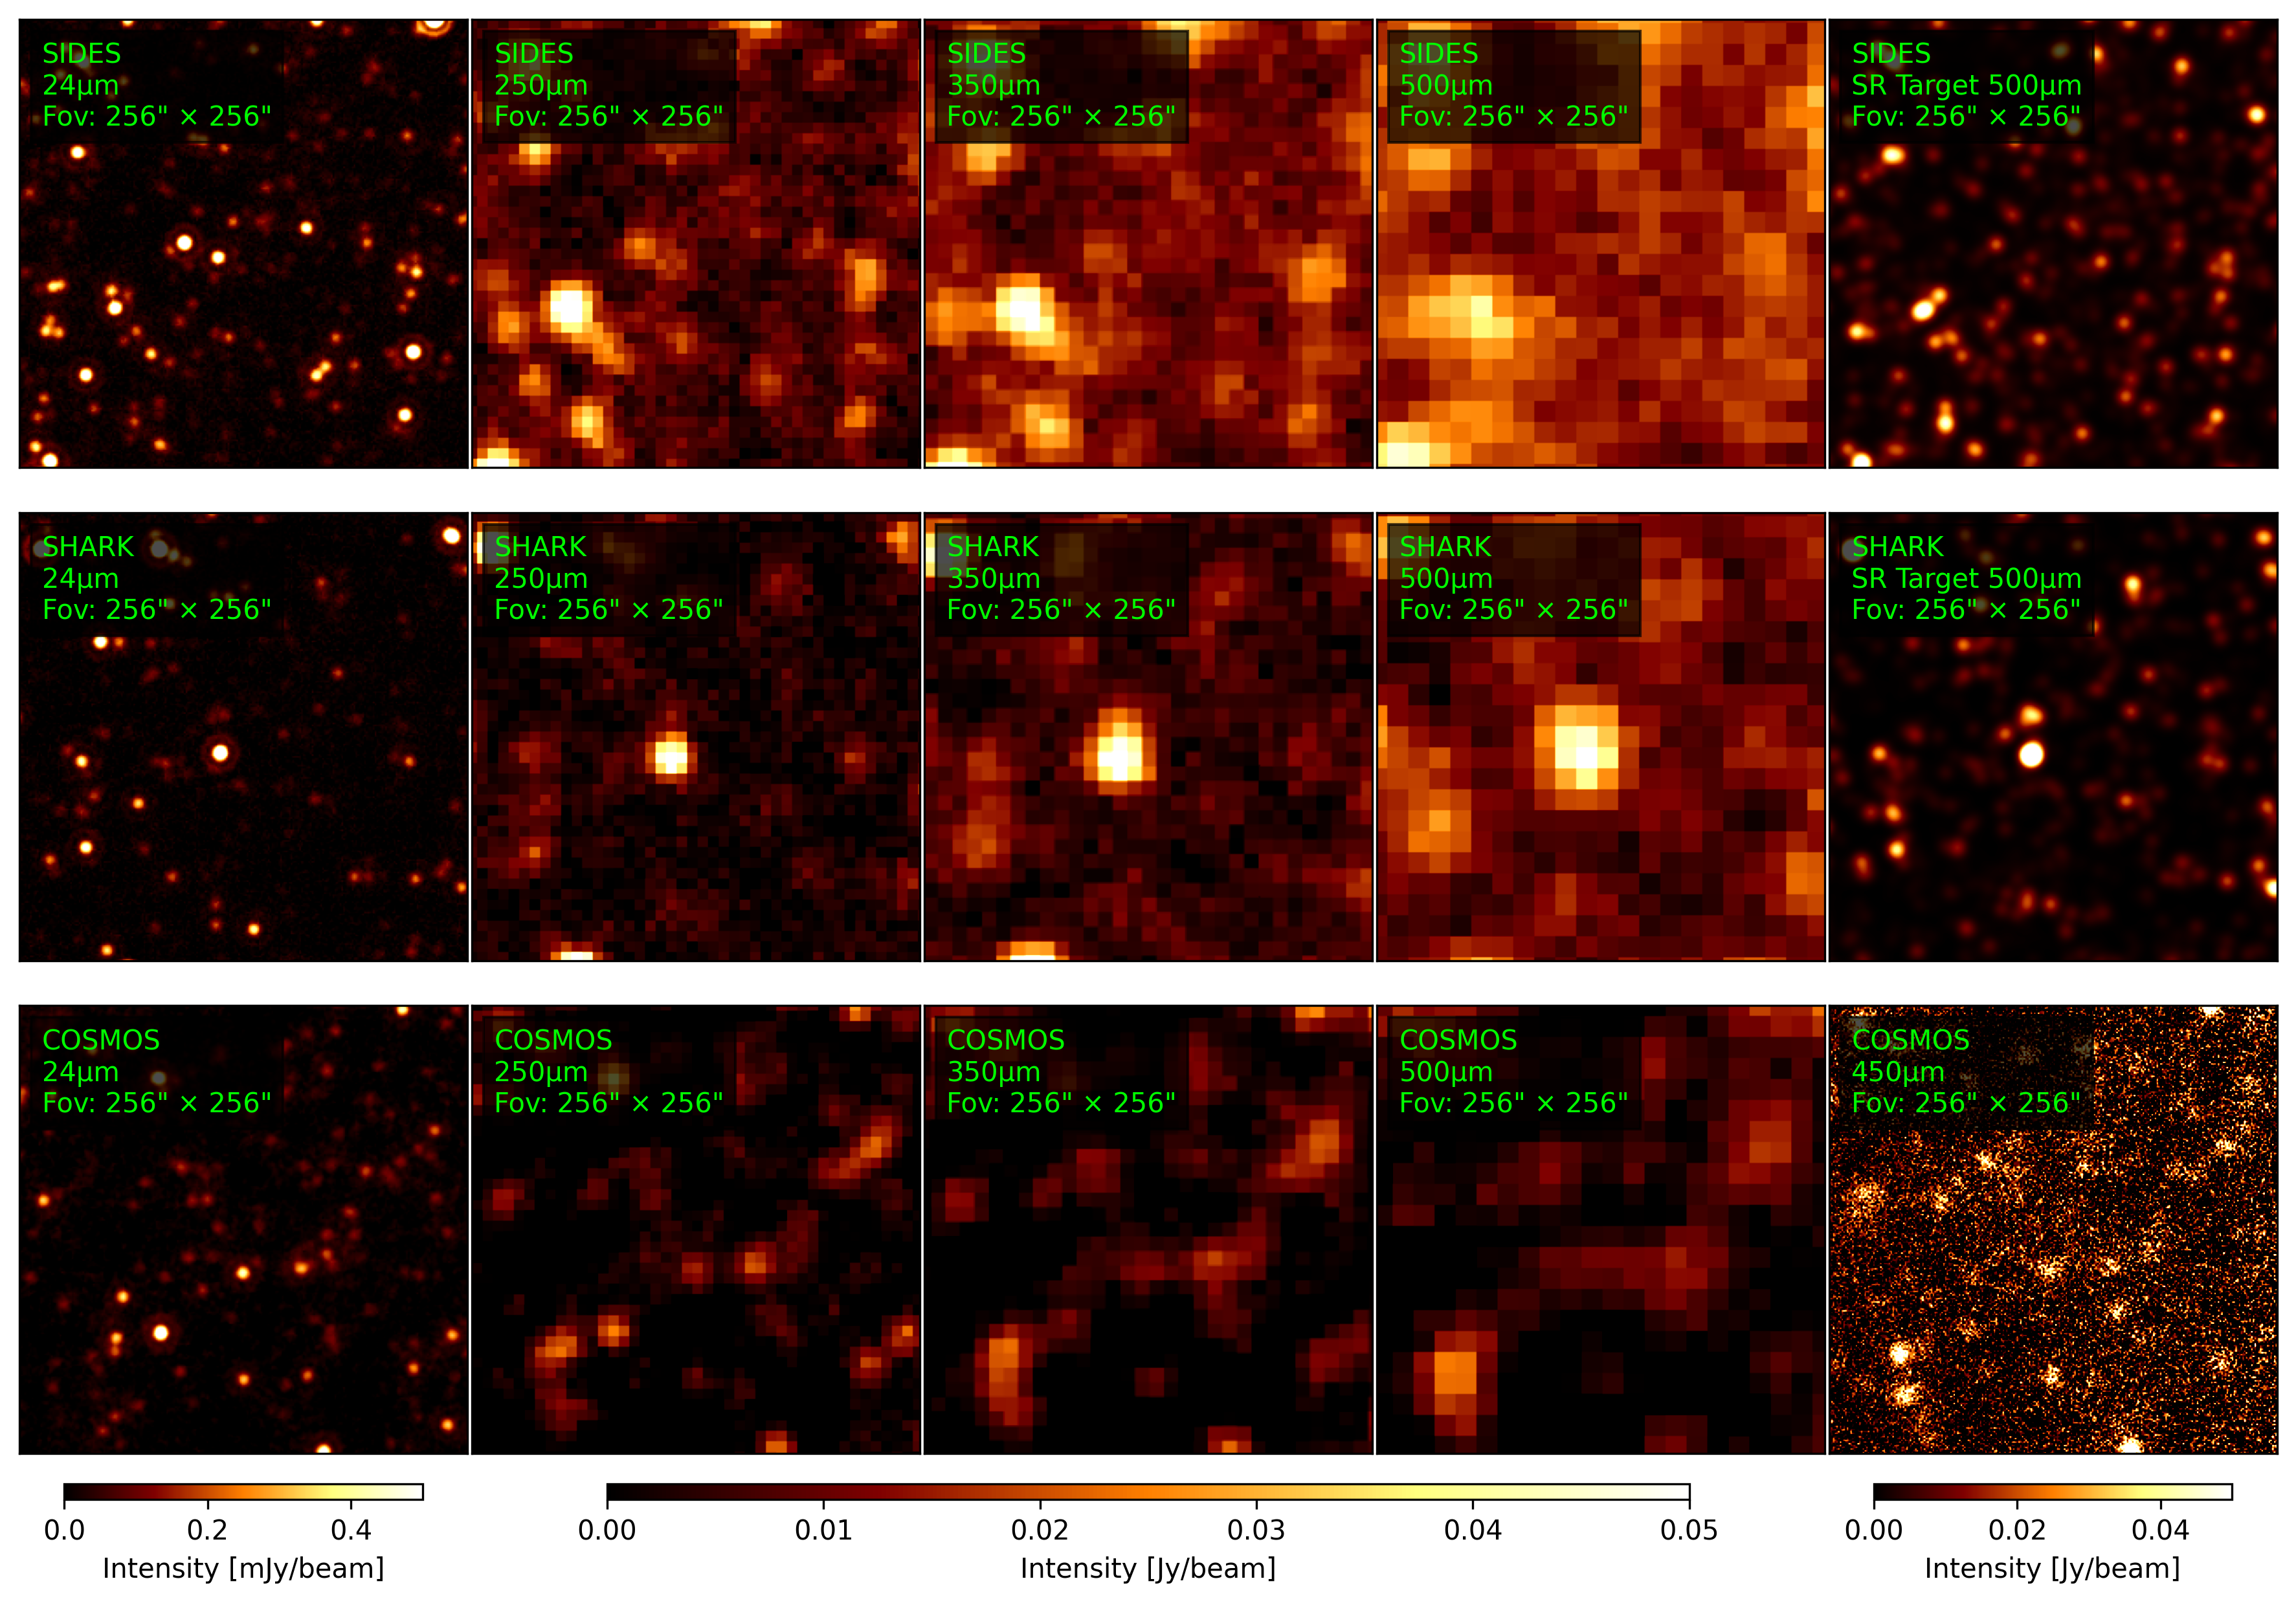 SIDES
24μm
Fov: 256" × 256"
SIDES
250μm
Fov: 256" × 256"
SIDES
350μm
Fov: 256" × 256"
SIDES
500μm
Fov: 256" × 256"
SIDES
SR Target 500μm
Fov: 256" × 256"
SHARK
24μm
Fov: 256" × 256"
SHARK
250μm
Fov: 256" × 256"
SHARK
350μm
Fov: 256" × 256"
SHARK
500μm
Fov: 256" × 256"
SHARK
SR Target 500μm
Fov: 256" × 256"
COSMOS
24μm
Fov: 256" × 256"
COSMOS
250μm
Fov: 256" × 256"
COSMOS
350μm
Fov: 256" × 256"
COSMOS
500μm
Fov: 256" × 256"
COSMOS
450μm
Fov: 256" × 256"
0.0 0.2 0.4
Intensity [mJy/beam]
0.00 0.01 0.02 0.03 0.04 0.05
Intensity [Jy/beam]
0.00 0.02 0.04
Intensity [Jy/beam]